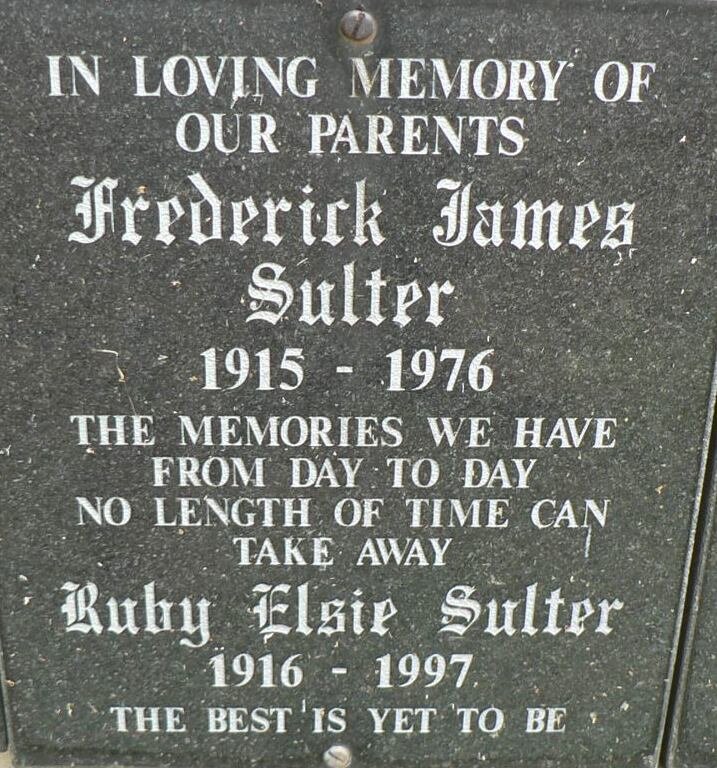 IN LOVING MEMORY OF
OUR PARENTS
Frederick James
Sulter
1915 - 1976
THE MEMORIES WE HAVE
FROM DAY TO DAY
NO LENGTH OF TIME CAN
TAKE AWAY
Ruby Elsie Sulter
1916 - 1997
THE BEST IS YET TO BE